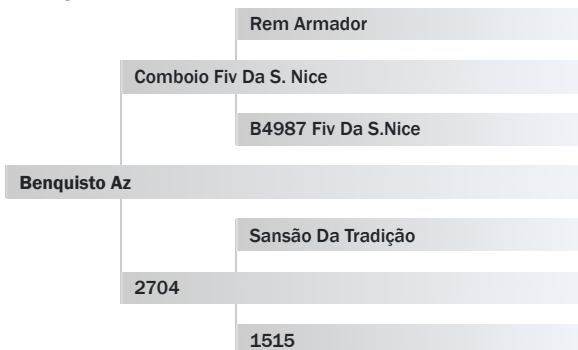 Rem Armador
Comboio Fiv Da S. Nice
B4987 Fiv Da S.Nice
Benquisto Az
Sansão Da Tradição
2704
1515